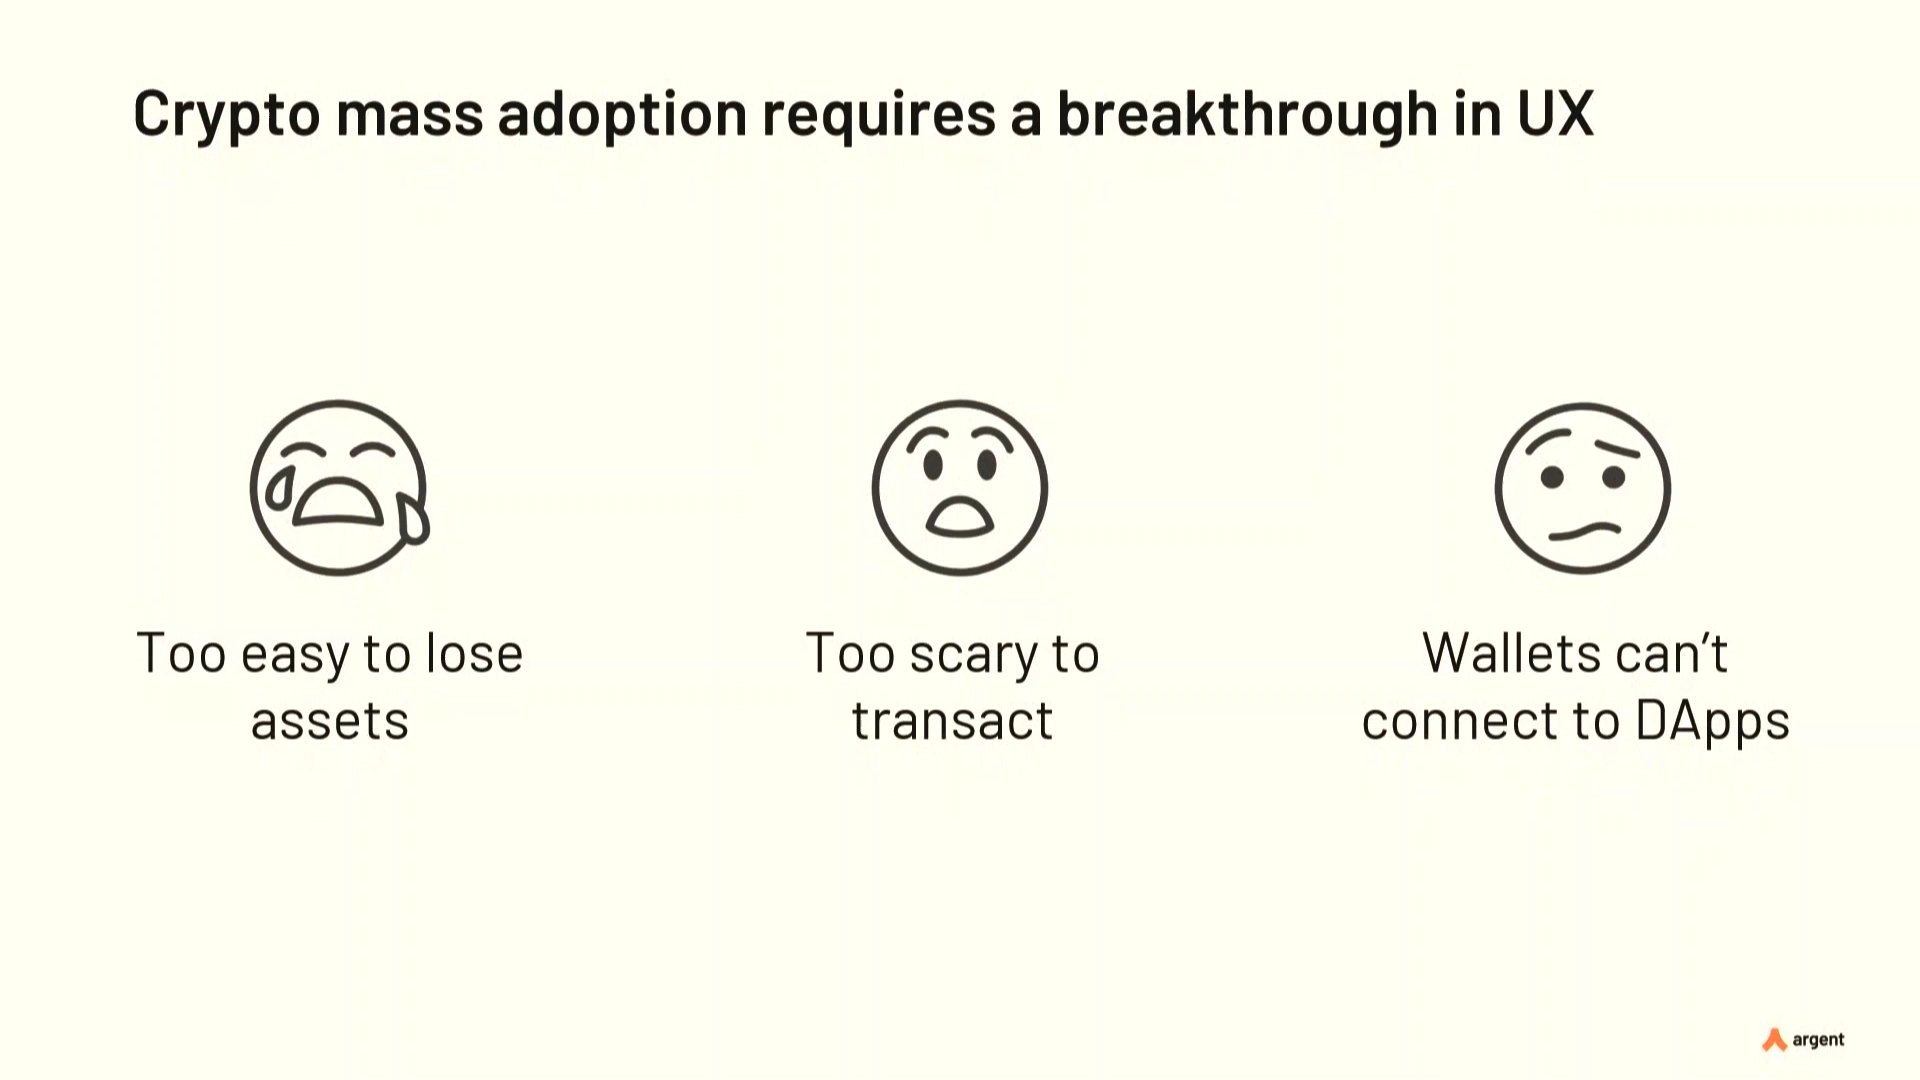 Crypto mass adoption requires a breakthrough in UX
Too easy to lose
assets
Too scary to
transact
Wallets can’t
connect to DApps
argent